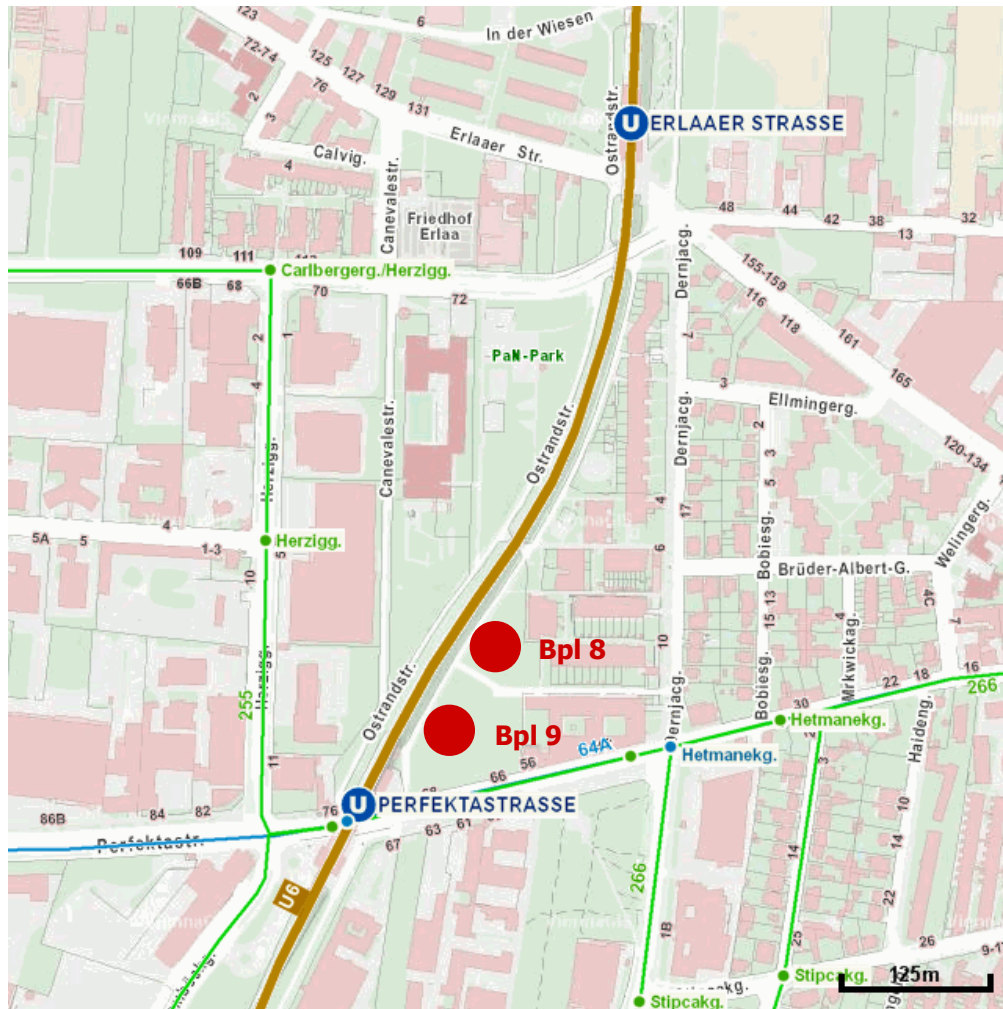 123
6
In der Wiesen
72-74
125
127
129
131
76
2
3
Erlaaer Str.
Ostrandstr.
U ERLAAER STRASSE
Calvig.
4
Canevalestr.
Friedhof
Erlaa
48
44
42
38
13
32
109
111
Carlbergerg./Herzigg.
66B
68
70
72
Dernjacg.
155-159
116
118
161
165
2
1
4
PaN-Park
7
3
Ellmingerg.
Ostrandstr.
Dernjacg.
2
3
5
120-134
Herzigg.
Canevalestr.
4
17
Bobiesg.
Welingerg.
5A
5
4
1-3
Herzigg.
5
6
Brüder-Albert-G.
10
15
13
4
4C
7
Bpl 8
10
Mrkwickag.
Herzigg.
255
Ostrandstr.
Bobiesg.
22
18
16
266
30
Hetmanekg.
Haideng.
Bpl 9
64A
Hetmanekg.
11
66
56
3
86B
84
82
76
U PERFEKTASTRASSE
Perfektastr.
63
61
67
10
14
14
U6
266
22
1B
25
26
Stipcakg.
125m
Stipcakg.